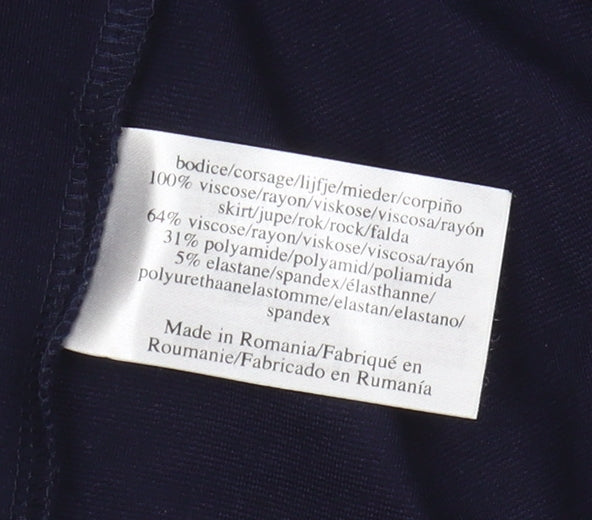 bodice/corsage/lijfje/mieder/corpiño
100% viscose/rayon/viskose/viscosa/rayón
skirt/jupe/rok/rock/falda
64% viscose/rayon/viskose/viscosa/rayón
31% polyamide/polyamid/poliamida
5% elastane/spandex/élasthanne/
polyurethaanelastomme/elastan/elastano/
spandex
Made in Romania/Fabriqué en
Roumanie/Fabricado en Rumanía